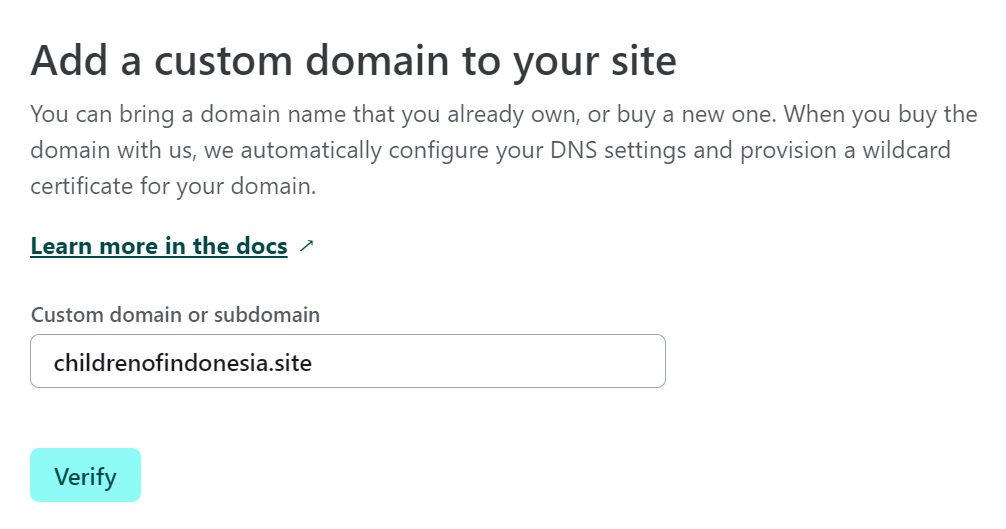 Add a custom domain to your site
You can bring a domain name that you already own, or buy a new one. When you buy the
domain with us, we automatically configure your DNS settings and provision a wildcard
certificate for your domain.
Learn more in the docs ↗
Custom domain or subdomain
childrenofindonesia.site
Verify